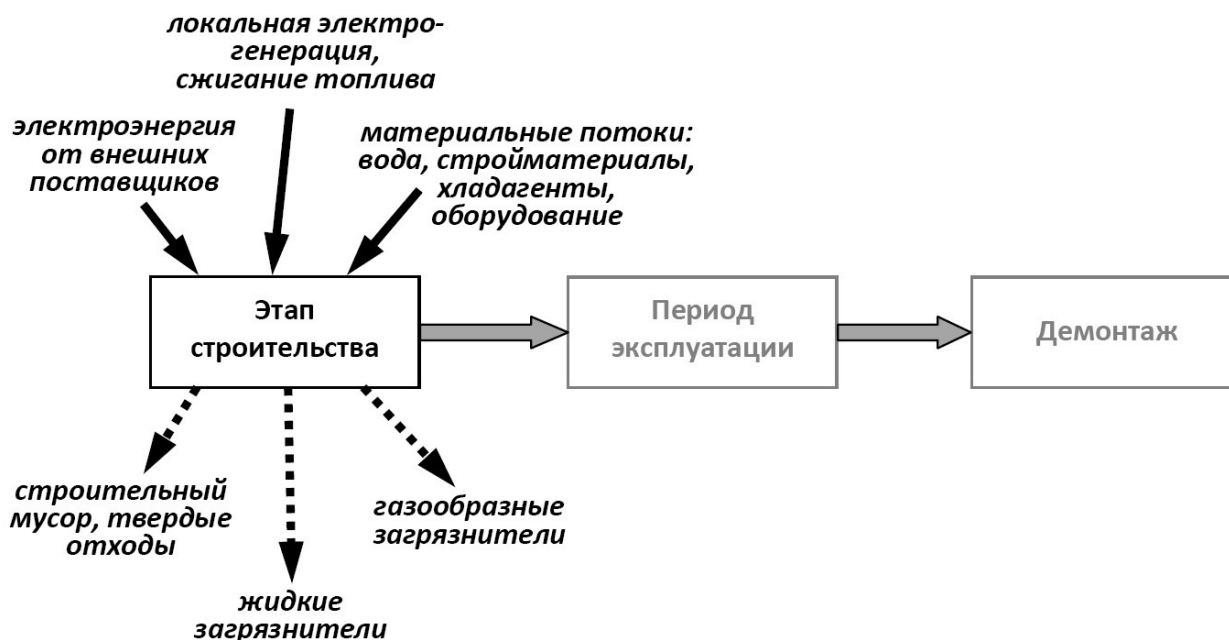 локальная электро-
генерация,
сжигание топлива
электроэнергия
от внешних
поставщиков
материальные потоки:
вода, стройматериалы,
хладагенты,
оборудование
Этап
строительства
Период
эксплуатации
Демонтаж
строительный
мусор, твердые
отходы
газообразные
загрязнители
жидкие
загрязнители